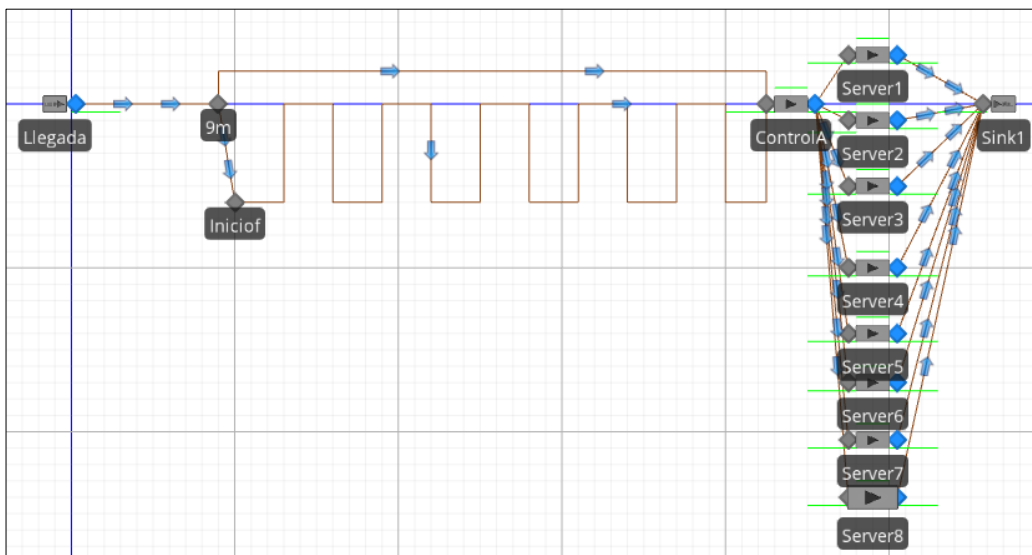 Llegada
9m
Iniciof
ControlA
Server1
Server2
Server3
Server4
Server5
Server6
Server7
Server8
Sink1